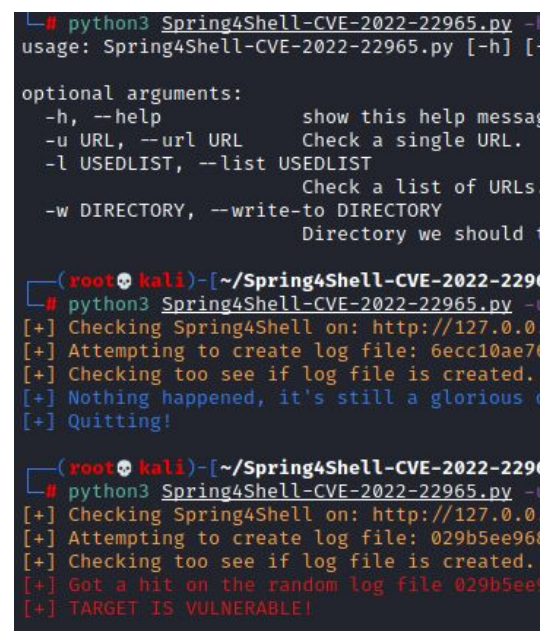 # python3 Spring4Shell-CVE-2022-22965.py
usage: Spring4Shell-CVE-2022-22965.py [-h] [-
optional arguments:
-h, --help show this help messag
-u URL, --url URL Check a single URL.
-l USEDLIST, --list USEDLIST
Check a list of URLs.
-w DIRECTORY, --write-to DIRECTORY
Directory we should
(root💀kali)-[~/Spring4Shell-CVE-2022-2296
# python3 Spring4Shell-CVE-2022-22965.py -u
[+] Checking Spring4Shell on: http://127.0.0
[+] Attempting to create log file: 6ecc10ae76
[+] Checking too see if log file is created.
[+] Nothing happened, it's still a glorious
[+] Quitting!
(root💀kali)-[~/Spring4Shell-CVE-2022-2296
# python3 Spring4Shell-CVE-2022-22965.py -u
[+] Checking Spring4Shell on: http://127.0.0
[+] Attempting to create log file: 029b5ee968
[+] Checking too see if log file is created.
[+] Got a hit on the random log file 029b5ee9
[+] TARGET IS VULNERABLE!